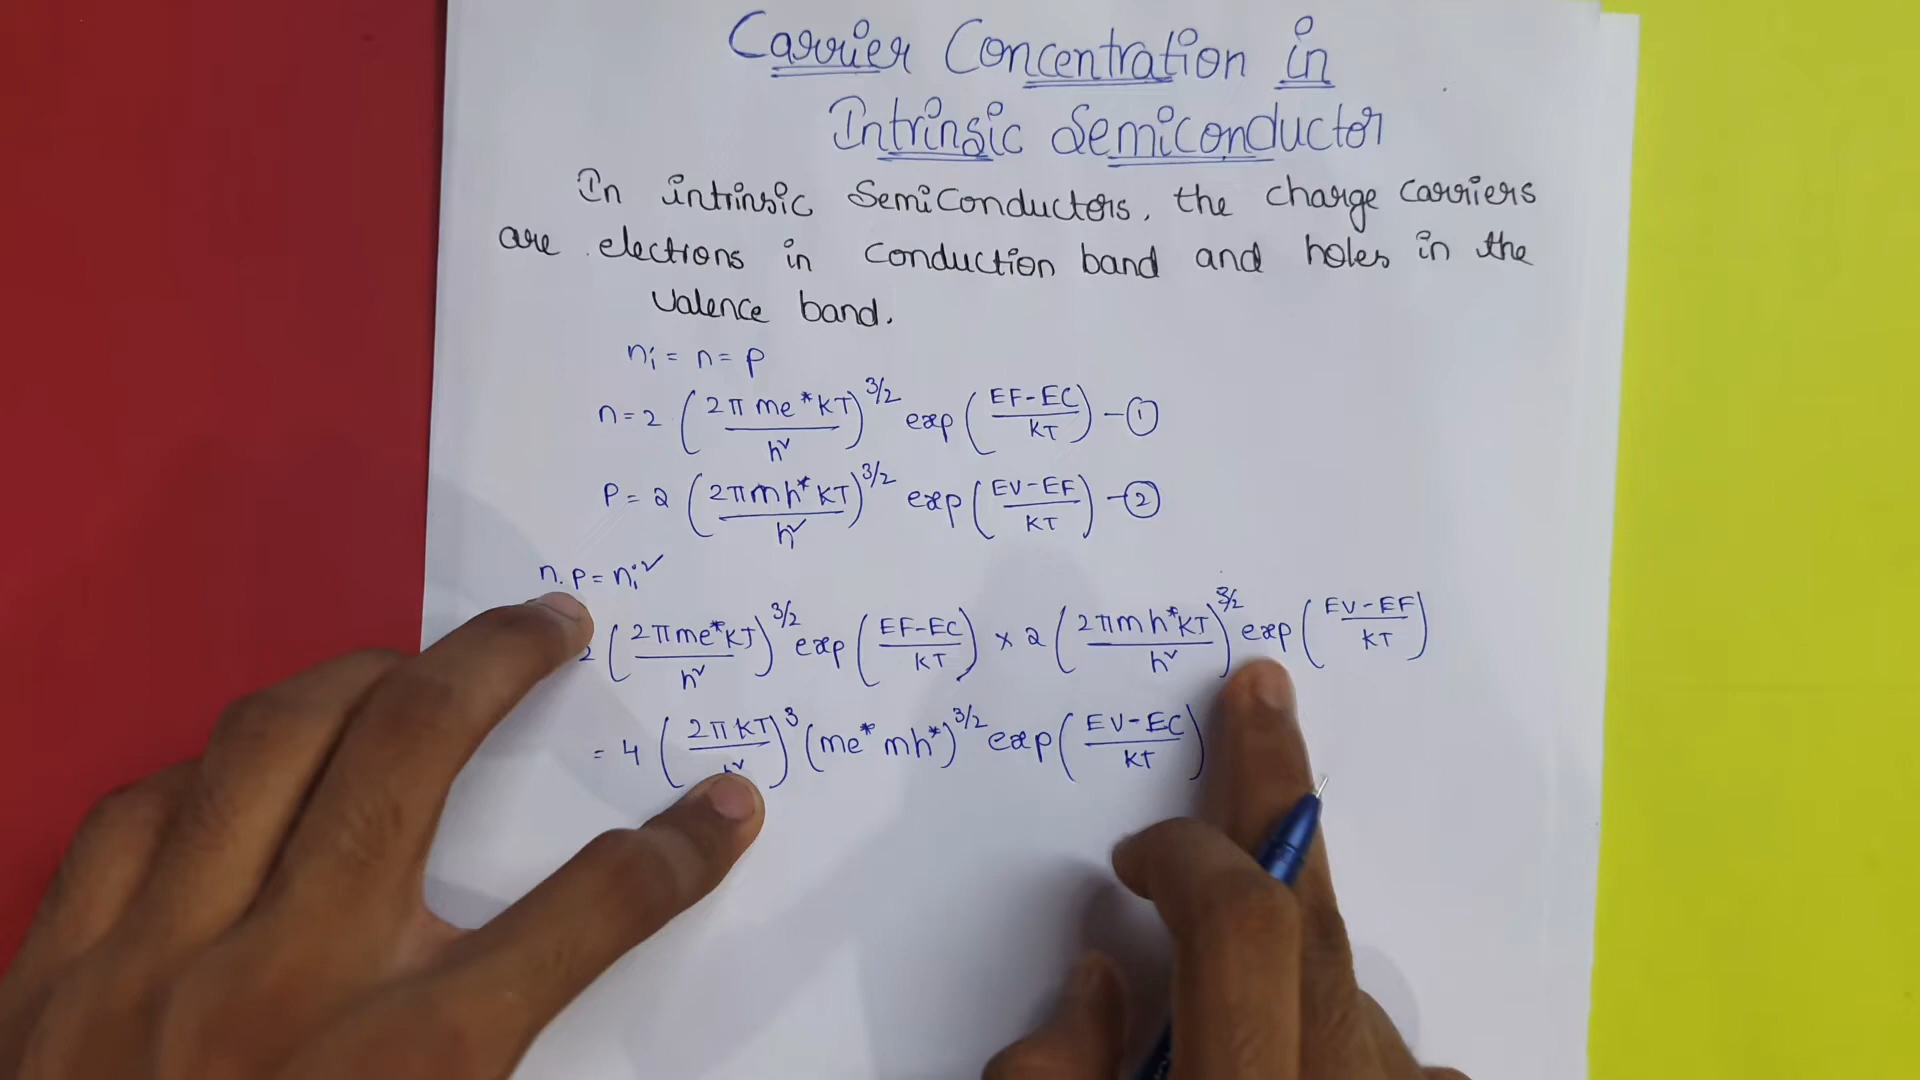 Carrier Concentration in
Intrinsic Semiconductor
In intrinsic Semiconductors, the charge carriers
are electrons in conduction band and holes in the
valence band.
ni = n = p
n = 2 (2π me* KT / h²)^3/2 exp (EF-EC / KT) - ①
P = 2 (2π mh* KT / h²)^3/2 exp (EV-EF / KT) - ②
n.p = ni²
2 (2π me* KT / h²)^3/2 exp (EF-EC / KT) × 2 (2π mh* KT / h²)^3/2 exp (EV-EF / KT)
= 4 (2π KT / h²)^3 (me* mh*)^3/2 exp (EV-EC / KT)